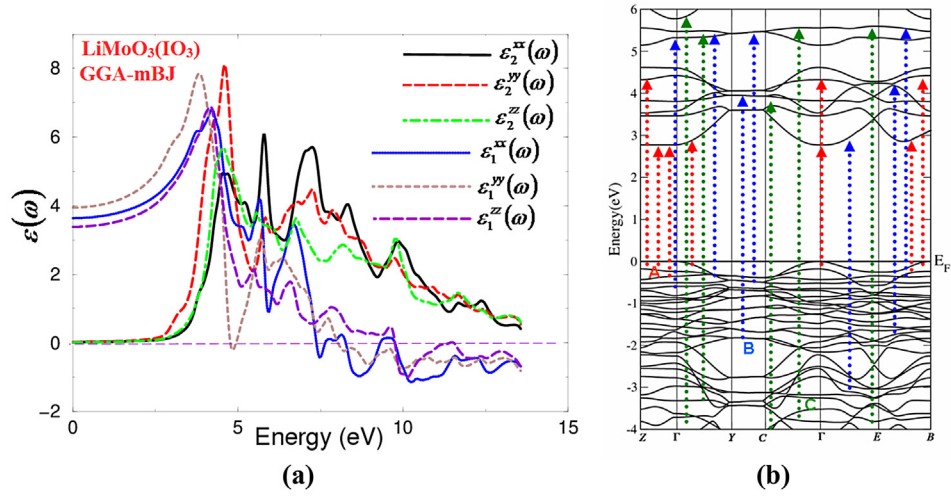 LiMoO₃(IO₃)
GGA-mBJ
ε₂ˣˣ(ω)
ε₂ʸʸ(ω)
ε₂ᶻᶻ(ω)
ε₁ˣˣ(ω)
ε₁ʸʸ(ω)
ε₁ᶻᶻ(ω)
ε(ω)
8
6
4
2
0
−2
0 5 10 15
Energy (eV)
(a)
Energy(eV)
6
5
4
3
2
1
0
-1
-2
-3
-4
E_F
A
B
C
Z Γ Y C Γ E B
(b)